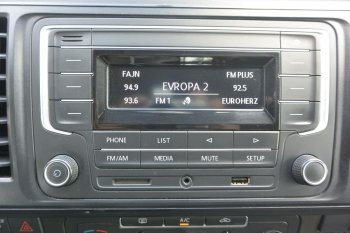 FAJN FM PLUS
94.9 EVROPA 2 92.5
93.6 FM 1 EUROHERZ
PHONE LIST
FM/AM MEDIA MUTE SETUP
A/C